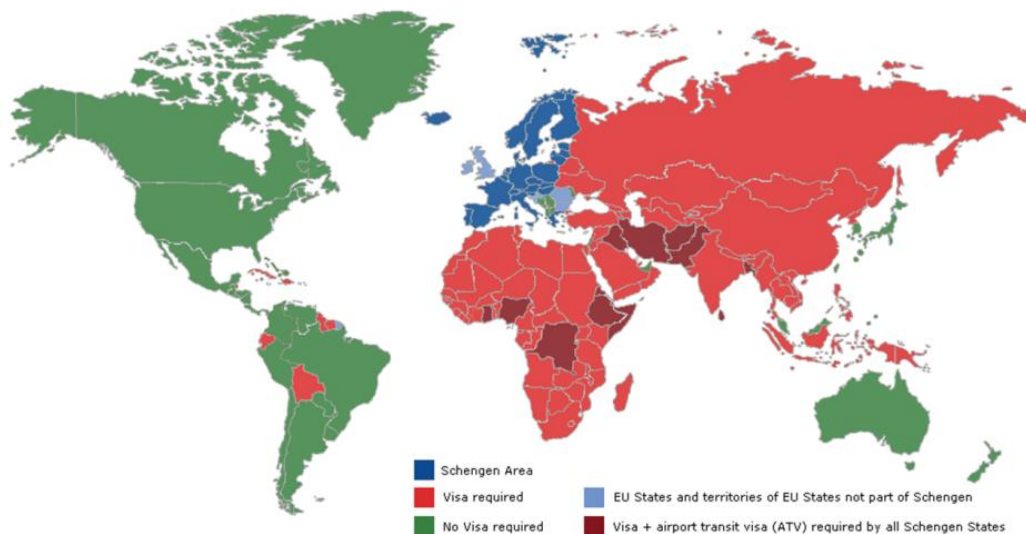 Schengen Area
Visa required
No Visa required
EU States and territories of EU States not part of Schengen
Visa + airport transit visa (ATV) required by all Schengen States